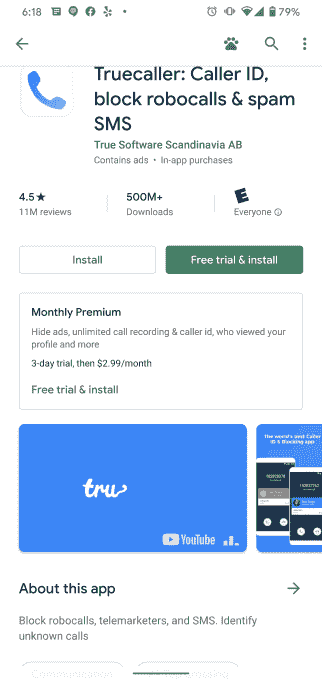 6:18
79%
Truecaller: Caller ID,
block robocalls & spam
SMS
True Software Scandinavia AB
Contains ads • In-app purchases
4.5★
11M reviews
500M+
Downloads
E
Everyone
Install
Free trial & install
Monthly Premium
Hide ads, unlimited call recording & caller id, who viewed your
profile and more
3-day trial, then $2.99/month
Free trial & install
tru
YouTube
The world's best Caller
ID & Blocking app
About this app
Block robocalls, telemarketers, and SMS. Identify
unknown calls
Communication